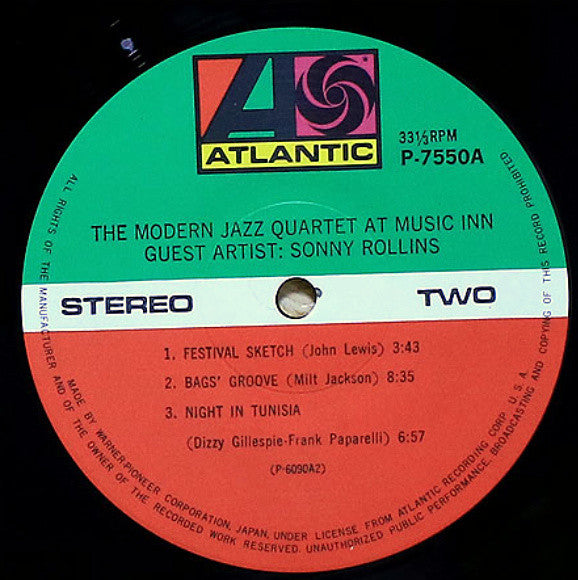 ATLANTIC
33⅓RPM
P-7550A
THE MODERN JAZZ QUARTET AT MUSIC INN
GUEST ARTIST: SONNY ROLLINS
STEREO
TWO
1. FESTIVAL SKETCH (John Lewis) 3:43
2. BAGS' GROOVE (Milt Jackson) 8:35
3. NIGHT IN TUNISIA
(Dizzy Gillespie-Frank Paparelli) 6:57
(P-6090A2)
MADE BY WARNER-PIONEER CORPORATION, JAPAN, UNDER LICENSE FROM ATLANTIC RECORDING CORP. U.S.A.
ALL RIGHTS OF THE MANUFACTURER AND OF THE OWNER OF THE RECORDED WORK RESERVED. UNAUTHORIZED PUBLIC PERFORMANCE, BROADCASTING AND COPYING OF THIS RECORD PROHIBITED